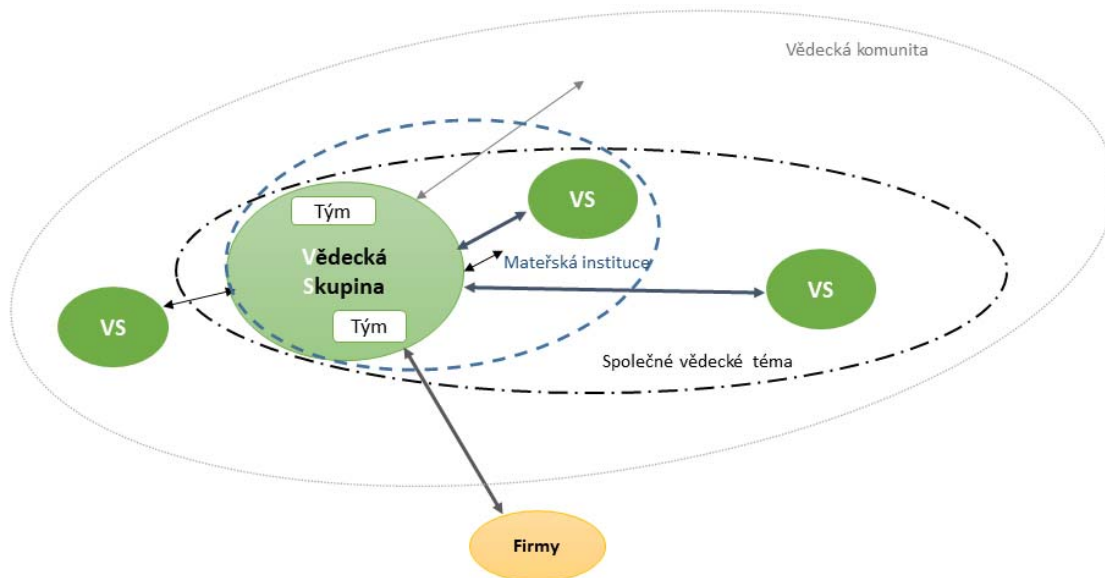 Vědecká komunita
Tým
VS
Vědecká
Skupina
Mateřská instituce
VS
VS
Tým
Společné vědecké téma
Firmy